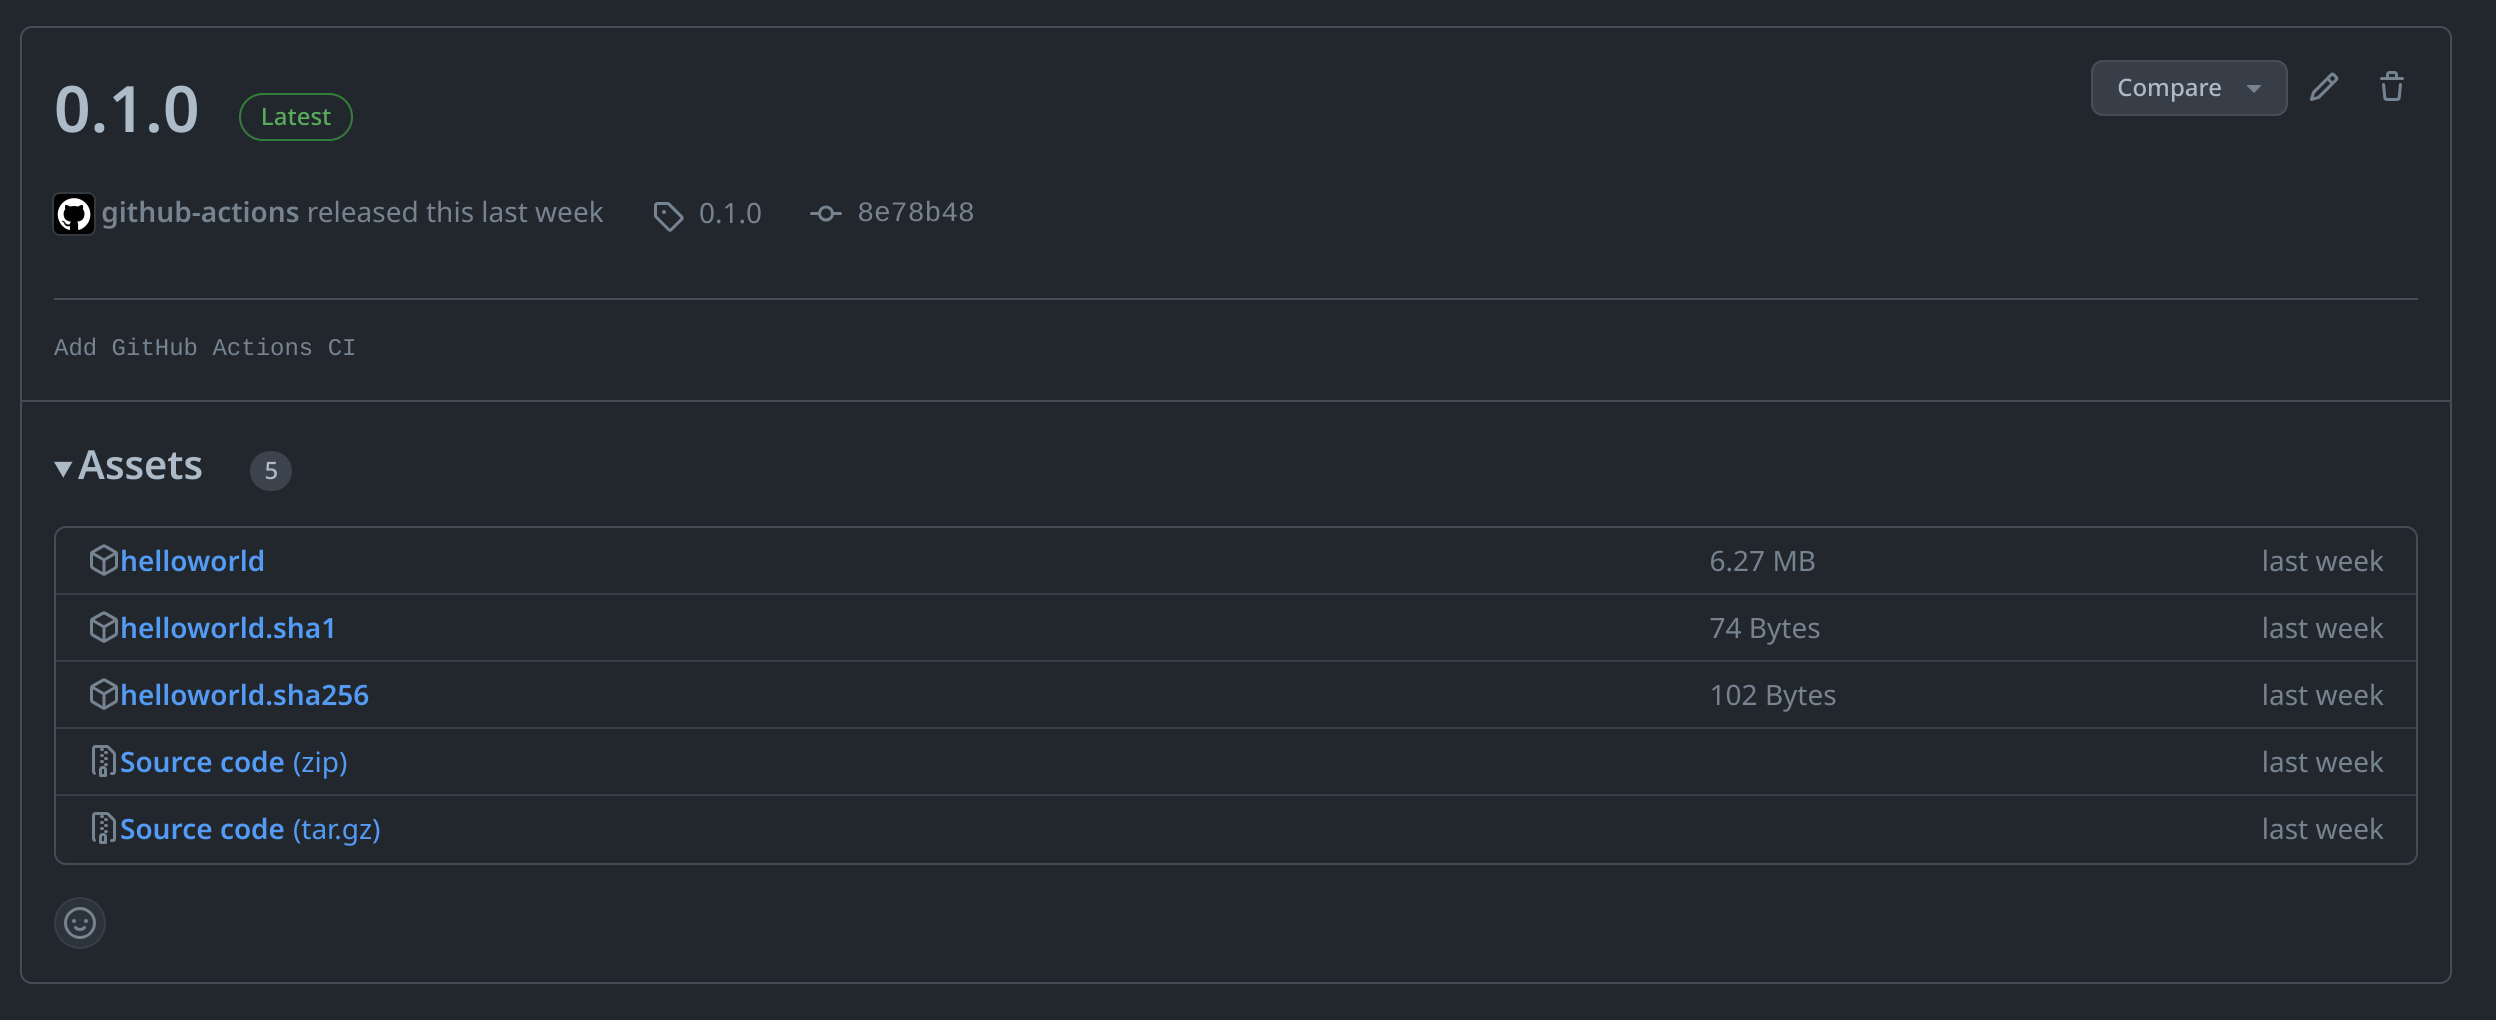 0.1.0 Latest Compare
github-actions released this last week 0.1.0 8e78b48
Add GitHub Actions CI
Assets 5
helloworld 6.27 MB last week
helloworld.sha1 74 Bytes last week
helloworld.sha256 102 Bytes last week
Source code (zip) last week
Source code (tar.gz) last week